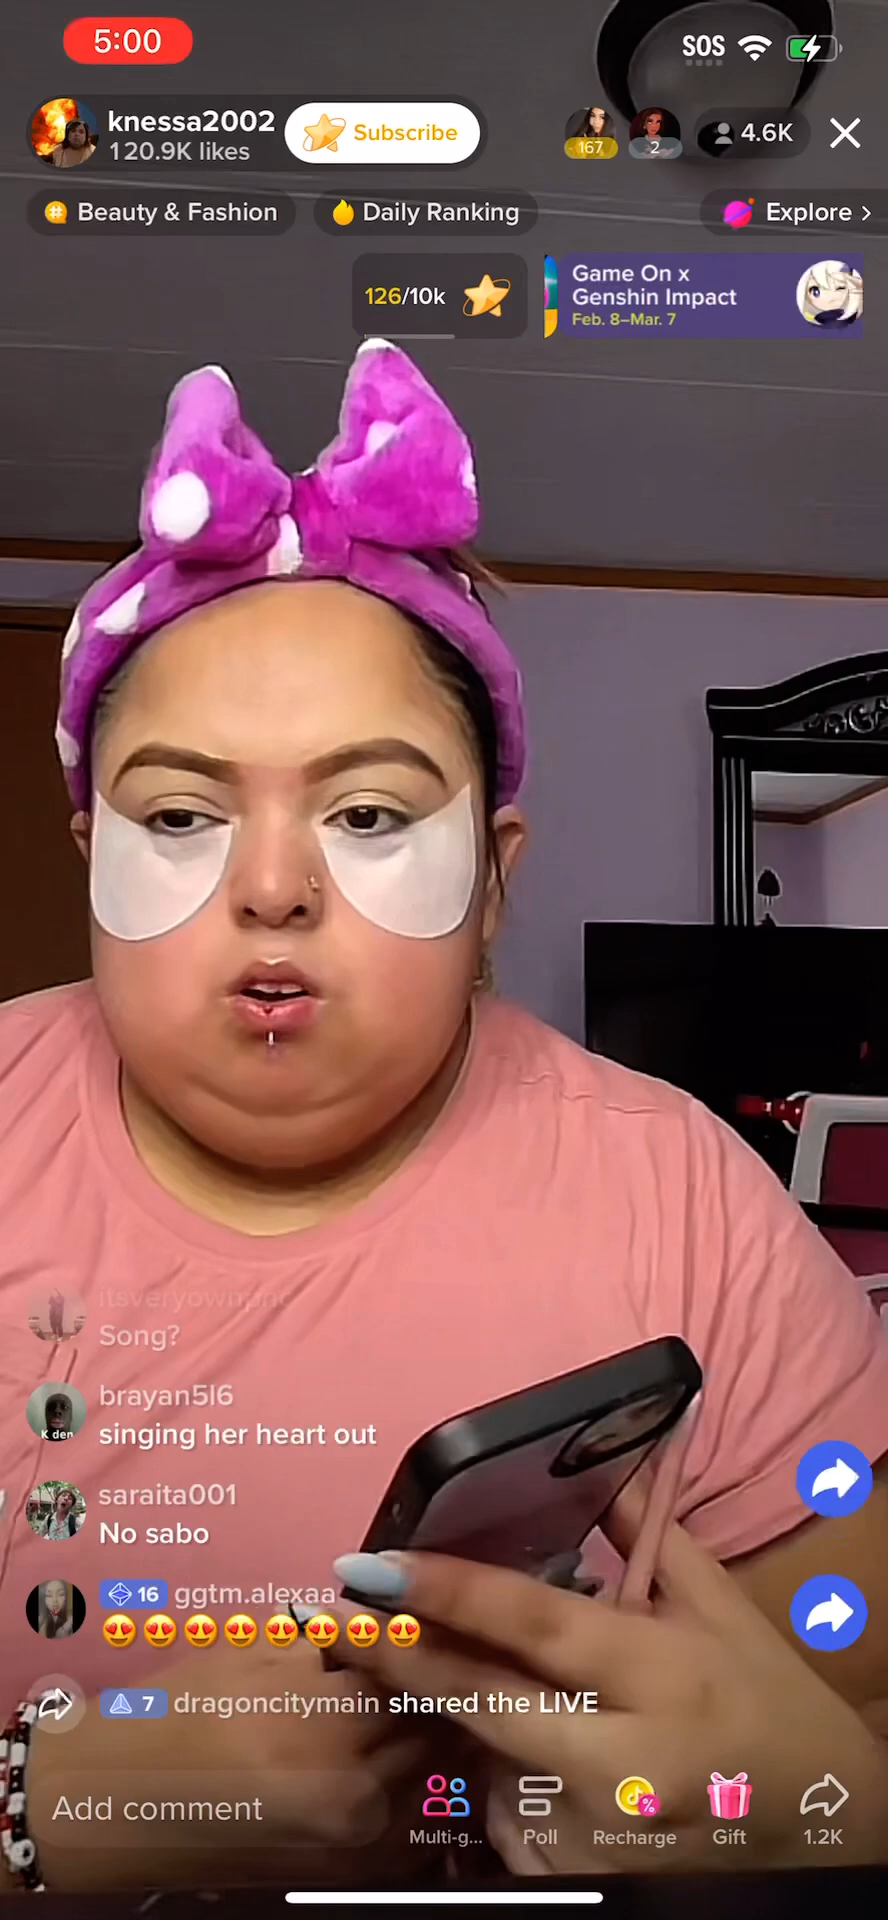 5:00
SOS
knessa2002
120.9K likes
Subscribe
167
2
4.6K
Beauty & Fashion
Daily Ranking
Explore >
126/10k
Game On x
Genshin Impact
Feb. 8–Mar. 7
Song?
brayan5l6
K den
singing her heart out
saraita001
No sabo
16 ggtm.alexaa
😍😍😍😍😍😍😍😍
7 dragoncitymain shared the LIVE
Add comment
Multi-g...
Poll
Recharge
Gift
1.2K